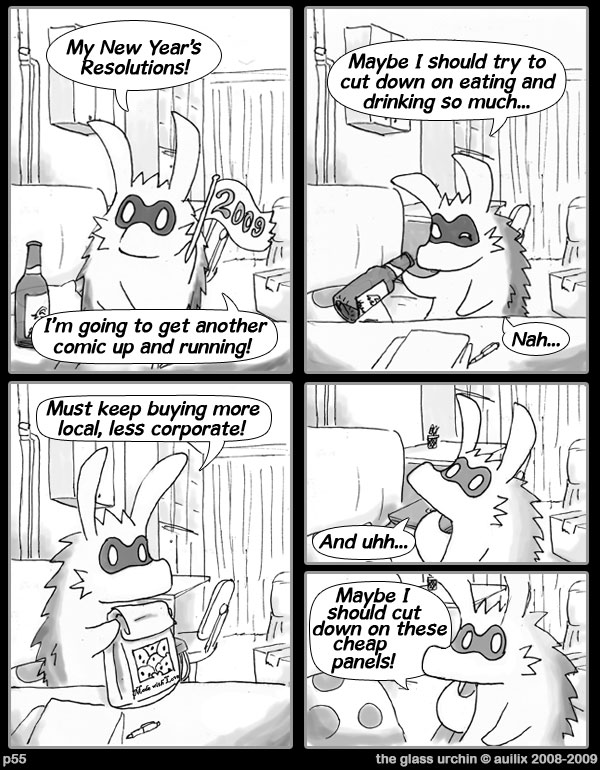 My New Year's
Resolutions!
2009
I'm going to get another
comic up and running!
Maybe I should try to
cut down on eating and
drinking so much...
Nah...
Must keep buying more
local, less corporate!
Made with Love
And uhh...
Maybe I
should cut
down on these
cheap
panels!
p55
the glass urchin © auilix 2008-2009